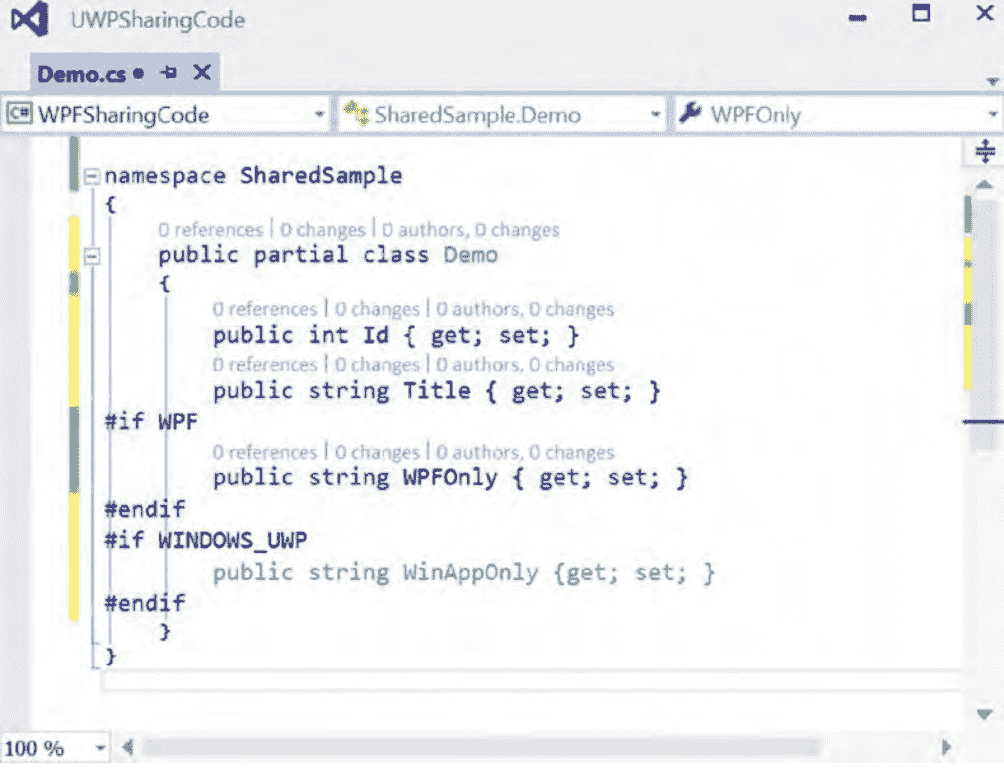 UWPSharingCode
Demo.cs
C# WPFSharingCode SharedSample.Demo WPFOnly
namespace SharedSample
{
0 references | 0 changes | 0 authors, 0 changes
public partial class Demo
{
0 references | 0 changes | 0 authors, 0 changes
public int Id { get; set; }
0 references | 0 changes | 0 authors, 0 changes
public string Title { get; set; }
#if WPF
0 references | 0 changes | 0 authors, 0 changes
public string WPFOnly { get; set; }
#endif
#if WINDOWS_UWP
public string WinAppOnly {get; set; }
#endif
}
}
100 %